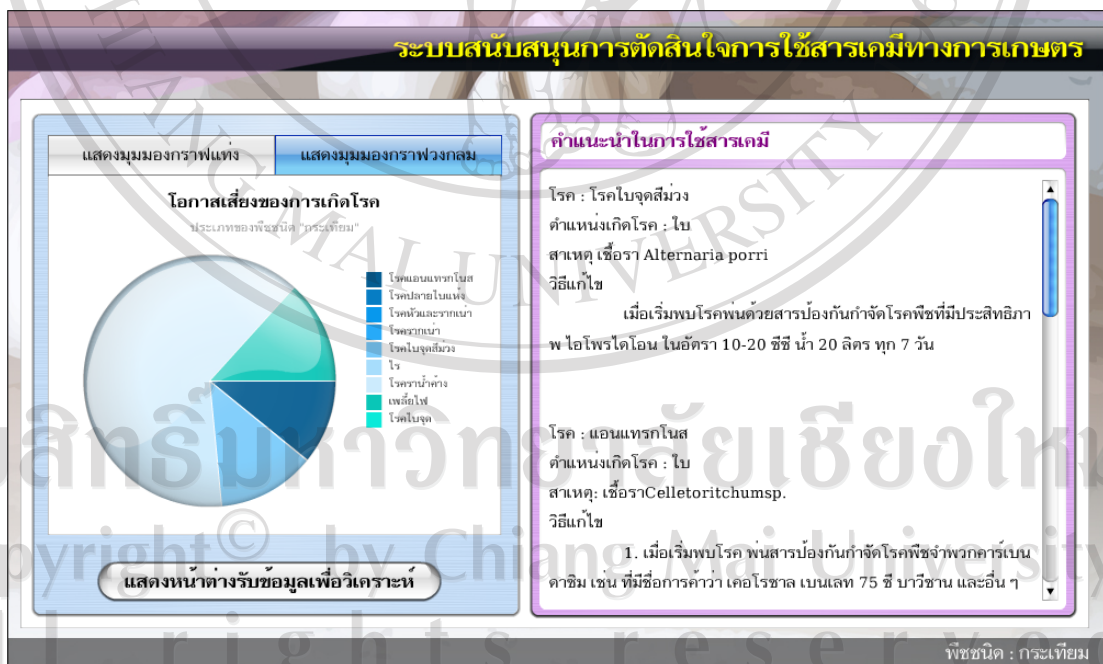 ระบบสนับสนุนการตัดสินใจการใช้สารเคมีทางการเกษตร
แสดงมุมมองกราฟแท่ง
แสดงมุมมองกราฟวงกลม
โอกาสเสี่ยงของการเกิดโรค
ประเภทของพืชชนิด "กระเทียม"
โรคแอนแทรกโนส
โรคปลายใบแห้ง
โรคหัวและรากเน่า
โรครากเน่า
โรคใบจุดสีม่วง
ไร
โรคราน้ำค้าง
เพลี้ยไฟ
โรคใบจุด
แสดงหน้าต่างรับข้อมูลเพื่อวิเคราะห์
คำแนะนำในการใช้สารเคมี
โรค : โรคใบจุดสีม่วง
ตำแหน่งเกิดโรค : ใบ
สาเหตุ เชื้อรา Alternaria porri
วิธีแก้ไข
เมื่อเริ่มพบโรคพ่นด้วยสารป้องกันกำจัดโรคพืชที่มีประสิทธิภา
พ ไอโพรไดโอน ในอัตรา 10-20 ซีซี น้ำ 20 ลิตร ทุก 7 วัน
โรค : แอนแทรกโนส
ตำแหน่งเกิดโรค : ใบ
สาเหตุ: เชื้อราCelletoritchumsp.
วิธีแก้ไข
1. เมื่อเริ่มพบโรค พ่นสารป้องกันกำจัดโรคพืชจำพวกคาร์เบน
ดาซิม เช่น ที่มีชื่อการค้าว่า เคอโรซาล เบนเลท 75 ซี บาวีซาน และอื่น ๆ
พืชชนิด : กระเทียม
ANG MAI UNIVERSITY
สิทธิ์มหาวิทยาลัยเชียงใหม
pyright © by Chiang Mai University
rights reserve